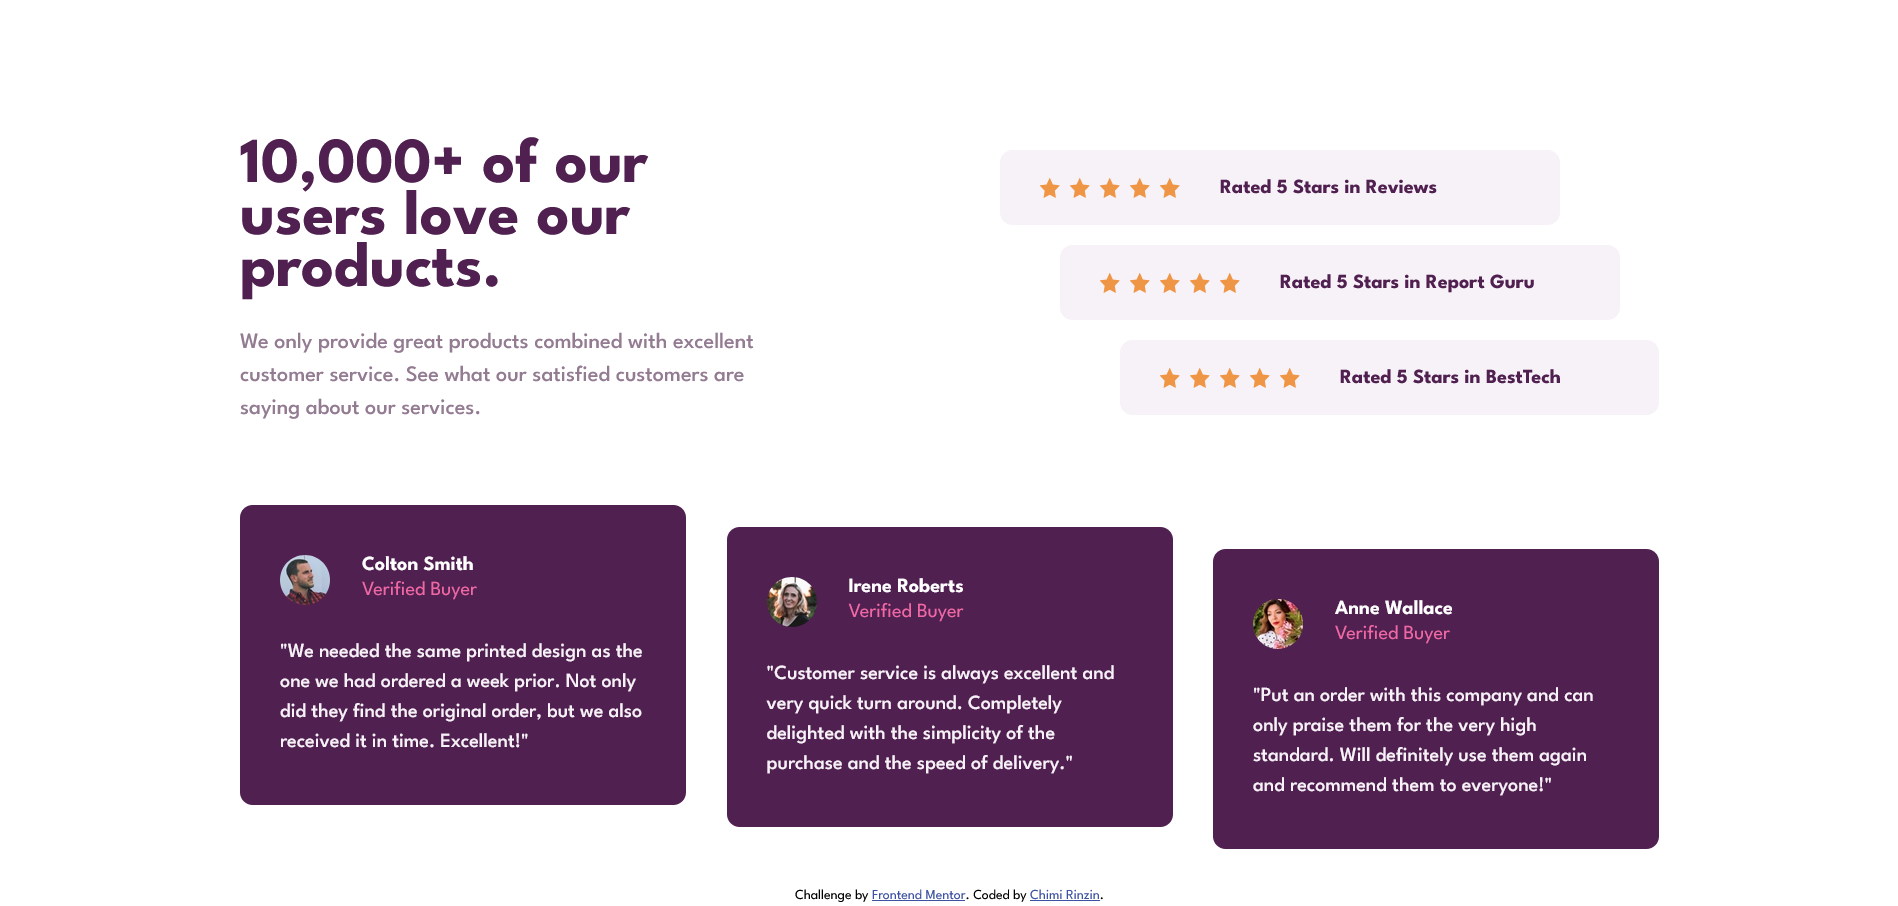 10,000+ of our
users love our
products.
We only provide great products combined with excellent
customer service. See what our satisfied customers are
saying about our services.
Rated 5 Stars in Reviews
Rated 5 Stars in Report Guru
Rated 5 Stars in BestTech
Colton Smith
Verified Buyer
"We needed the same printed design as the
one we had ordered a week prior. Not only
did they find the original order, but we also
received it in time. Excellent!"
Irene Roberts
Verified Buyer
"Customer service is always excellent and
very quick turn around. Completely
delighted with the simplicity of the
purchase and the speed of delivery."
Anne Wallace
Verified Buyer
"Put an order with this company and can
only praise them for the very high
standard. Will definitely use them again
and recommend them to everyone!"
Challenge by Frontend Mentor. Coded by Chimi Rinzin.